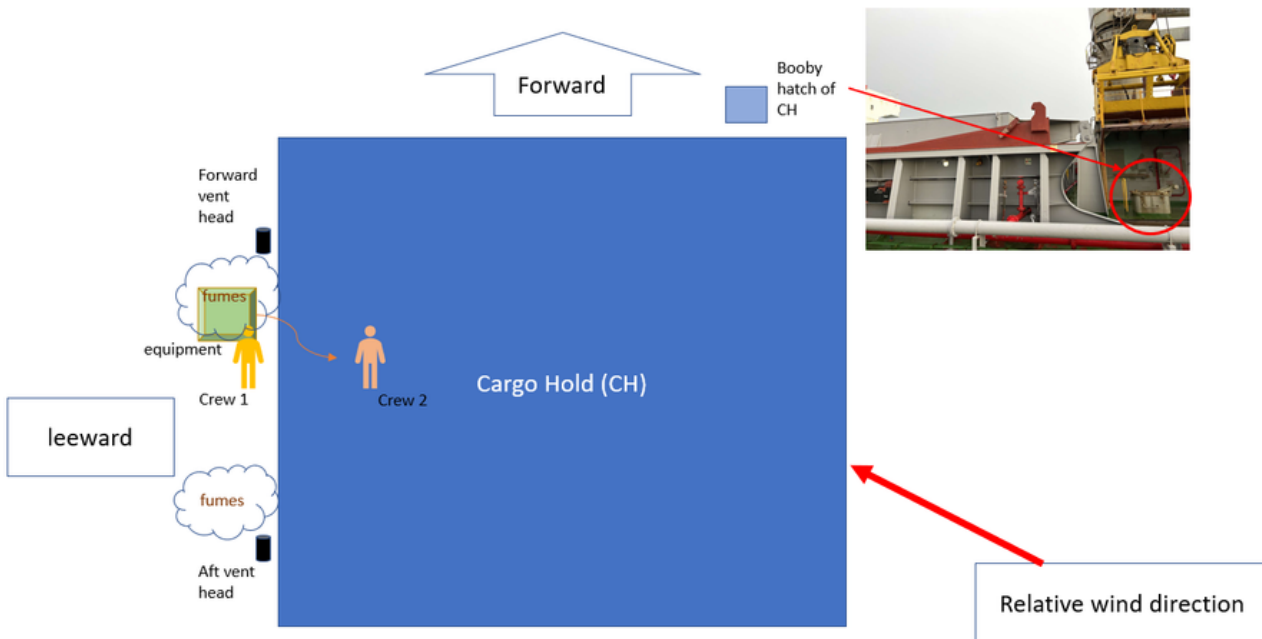 Forward
Booby
hatch of
CH
Forward
vent
head
fumes
equipment
Crew 1
Crew 2
Cargo Hold (CH)
leeward
fumes
Aft vent
head
Relative wind direction